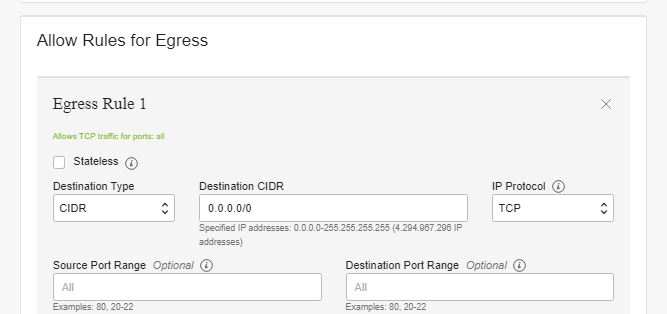 Allow Rules for Egress
Egress Rule 1
Allows TCP traffic for ports: all
Stateless
Destination Type Destination CIDR IP Protocol
CIDR 0.0.0.0/0 TCP
Specified IP addresses: 0.0.0.0-255.255.255.255 (4.294.967.296 IP
addresses)
Source Port Range Optional Destination Port Range Optional
All All
Examples: 80, 20-22 Examples: 80, 20-22